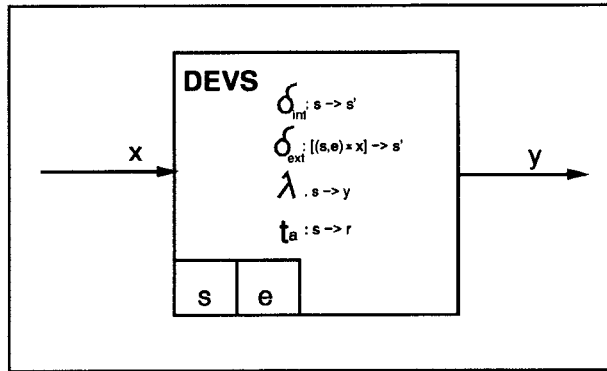 DEVS
δint: s -> s'
x
δext: [(s,e) * x] -> s'
y
λ . s -> y
ta : s -> r
s e